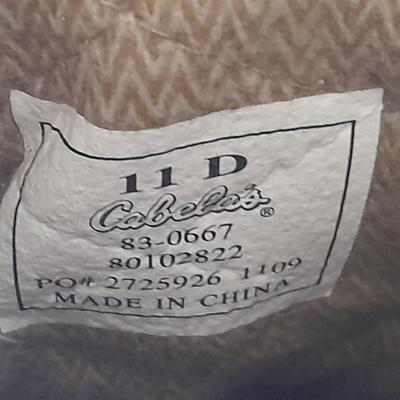 11 D
Cabela's®
83-0667
80102822
PO# 2725926 1109
MADE IN CHINA